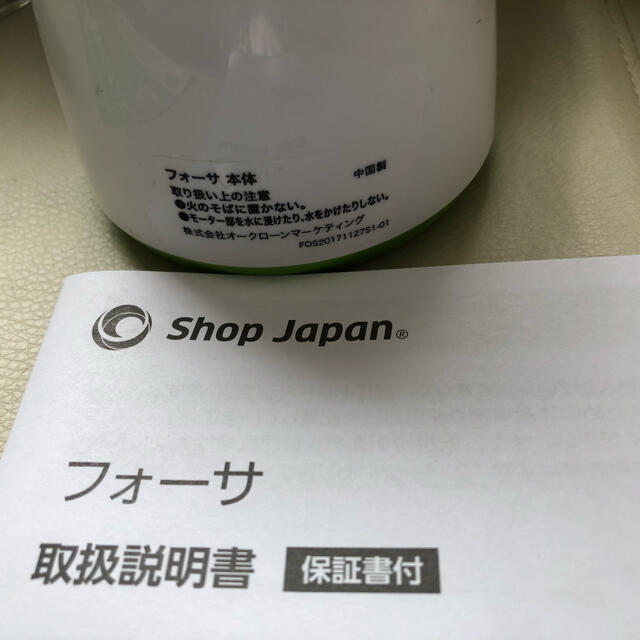 フォーサ 本体 中国製
取り扱い上の注意
●火のそばに置かない。
●モーター部を水に浸けたり、水をかけたりしない。
株式会社オークローンマーケティング
FOS20171127S1-01
Shop Japan®
フォーサ
取扱説明書 保証書付